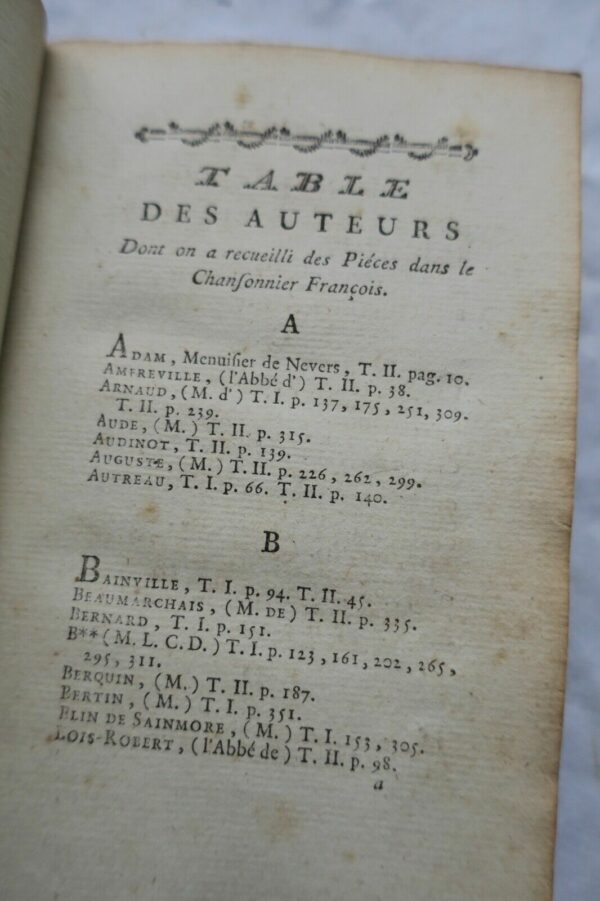 TABLE
DES AUTEURS
Dont on a recueilli des Piéces dans le
Chanſonnier François.
A
ADAM, Menuiſier de Nevers, T. II. pag. 10.
AMFREVILLE, (l'Abbé d') T. II. p. 38.
ARNAUD, (M. d') T. I. p. 137, 175, 251, 309.
T. II. p. 239.
AUDE, (M.) T. II. p. 315.
AUDINOT, T. II. p. 139.
AUGUSTE, (M.) T. II. p. 226, 262, 299.
AUTREAU, T. I. p. 66. T. II. p. 140.
B
BAINVILLE, T. I. p. 94. T. II. 45.
BEAUMARCHAIS, (M. DE) T. II. p. 335.
BERNARD, T. I. p. 151.
B** (M. L. C. D.) T. I. p. 123, 161, 202, 265,
295, 311.
BERQUIN, (M.) T. II. p. 187.
BERTIN, (M.) T. I. p. 351.
BLIN DE SAINMORE, (M.) T. I. 153, 305.
LOIS-ROBERT, (l'Abbé de) T. II. p. 98.
a